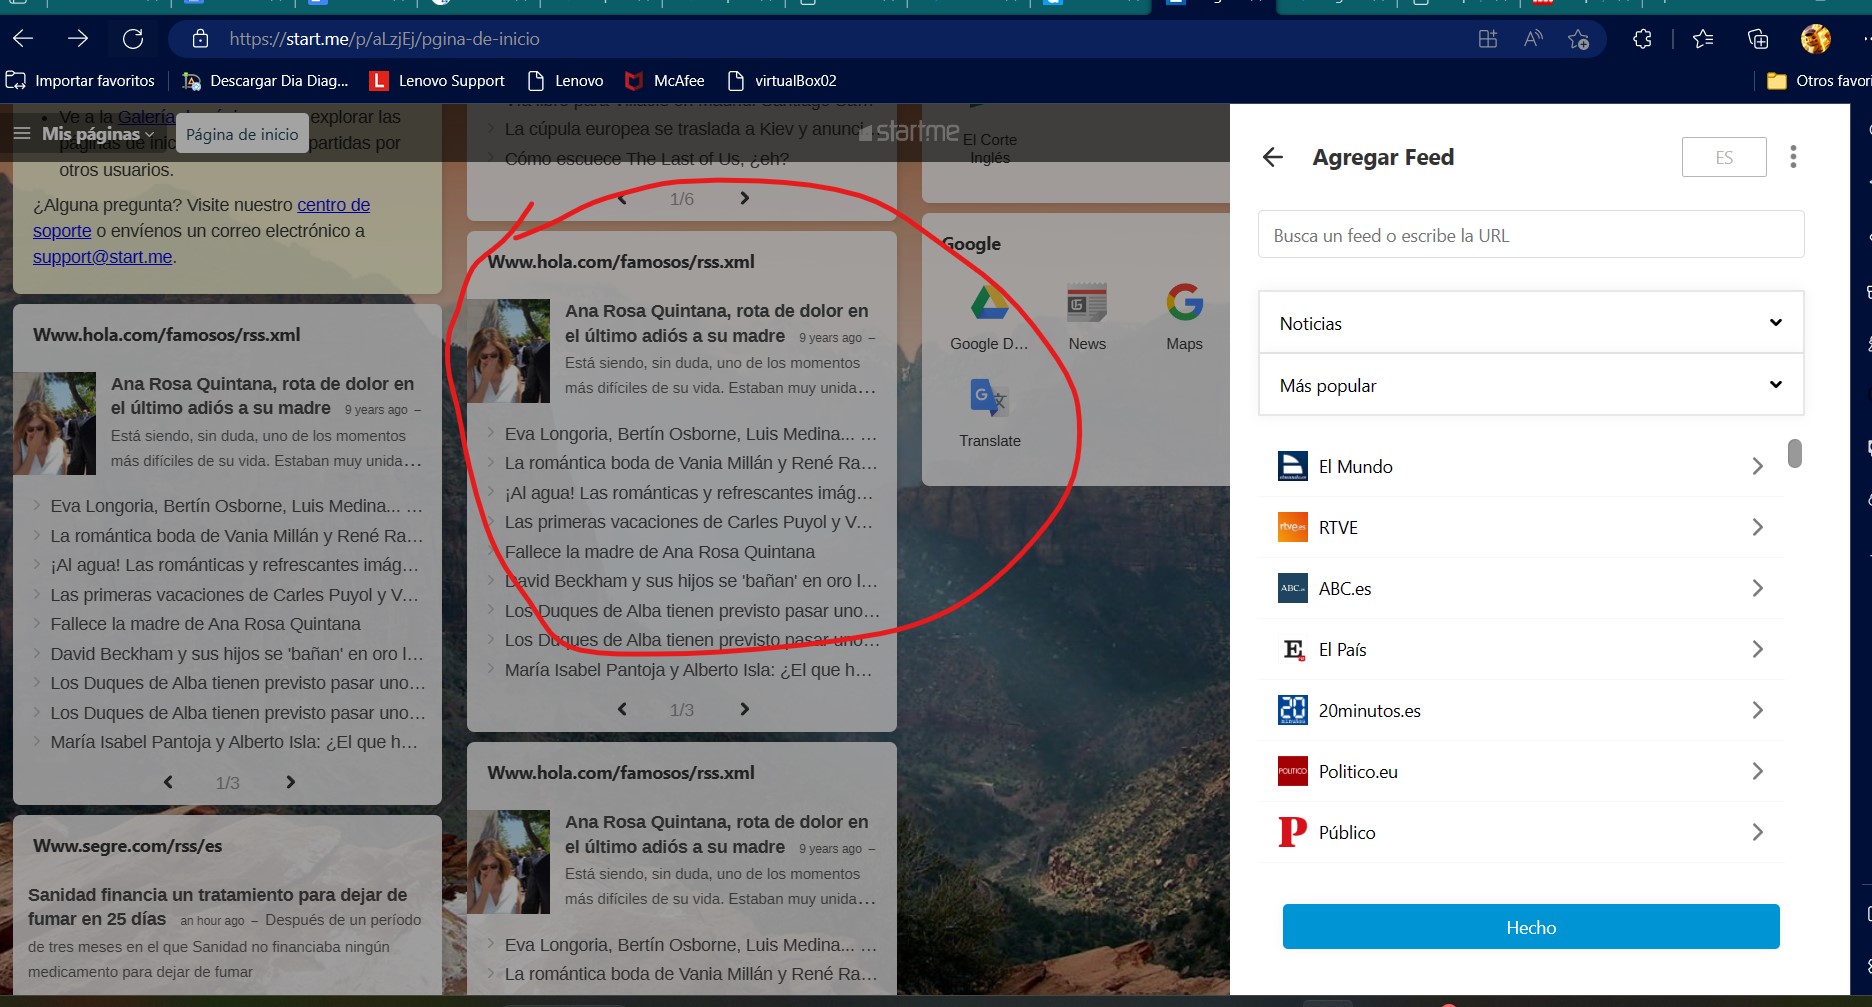 https://start.me/p/aLzjEj/pgina-de-inicio
Importar favoritos
Descargar Dia Diag...
Lenovo Support
Lenovo
McAfee
virtualBox02
Otros favori
Mis páginas
Página de inicio
start.me
Ve a la Galería
explorar las
partidas por
otros usuarios.
¿Alguna pregunta? Visite nuestro centro de
soporte o envíenos un correo electrónico a
support@start.me.
Www.hola.com/famosos/rss.xml
Ana Rosa Quintana, rota de dolor en
el último adiós a su madre 9 years ago –
Está siendo, sin duda, uno de los momentos
más difíciles de su vida. Estaban muy unida...
Eva Longoria, Bertín Osborne, Luis Medina... ...
La romántica boda de Vania Millán y René Ra...
¡Al agua! Las románticas y refrescantes imág...
Las primeras vacaciones de Carles Puyol y V...
Fallece la madre de Ana Rosa Quintana
David Beckham y sus hijos se 'bañan' en oro l...
Los Duques de Alba tienen previsto pasar uno...
Los Duques de Alba tienen previsto pasar uno...
María Isabel Pantoja y Alberto Isla: ¿El que h...
1/3
Www.segre.com/rss/es
Sanidad financia un tratamiento para dejar de
fumar en 25 días an hour ago – Después de un período
de tres meses en el que Sanidad no financiaba ningún
medicamento para dejar de fumar
La cúpula europea se traslada a Kiev y anunci...
Cómo escuece The Last of Us, ¿eh?
1/6
Www.hola.com/famosos/rss.xml
Ana Rosa Quintana, rota de dolor en
el último adiós a su madre 9 years ago –
Está siendo, sin duda, uno de los momentos
más difíciles de su vida. Estaban muy unida...
Eva Longoria, Bertín Osborne, Luis Medina... ...
La romántica boda de Vania Millán y René Ra...
¡Al agua! Las románticas y refrescantes imág...
Las primeras vacaciones de Carles Puyol y V...
Fallece la madre de Ana Rosa Quintana
David Beckham y sus hijos se 'bañan' en oro l...
Los Duques de Alba tienen previsto pasar uno...
Los Duques de Alba tienen previsto pasar uno...
María Isabel Pantoja y Alberto Isla: ¿El que h...
1/3
Www.hola.com/famosos/rss.xml
Ana Rosa Quintana, rota de dolor en
el último adiós a su madre 9 years ago –
Está siendo, sin duda, uno de los momentos
más difíciles de su vida. Estaban muy unida...
Eva Longoria, Bertín Osborne, Luis Medina... ...
La romántica boda de Vania Millán y René Ra...
El Corte
Inglés
Google
Google D...
News
Maps
Translate
Agregar Feed
ES
Busca un feed o escribe la URL
Noticias
Más popular
El Mundo
rtve.es
RTVE
ABC.es
El País
20 minutos
20minutos.es
POLITICO
Politico.eu
Público
Hecho